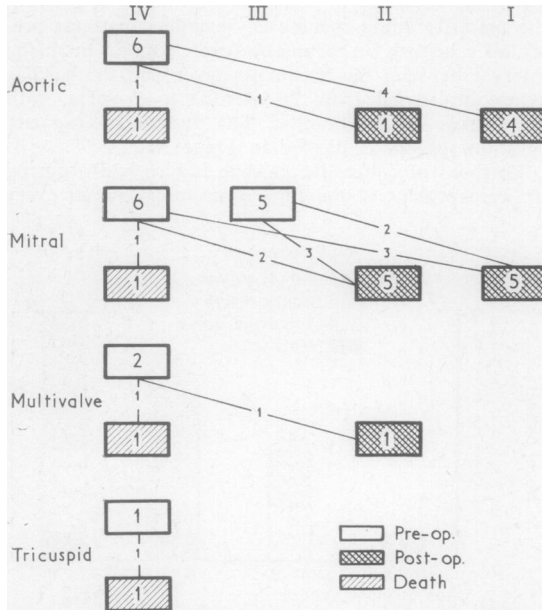 IV III II I
6
Aortic
1 1 4
1 1 4
6 5
Mitral
1 2 3 3 2
1 5 5
2
Multivalve
1 1
1 1
1
Tricuspid
1
1
Pre-op.
Post-op.
Death